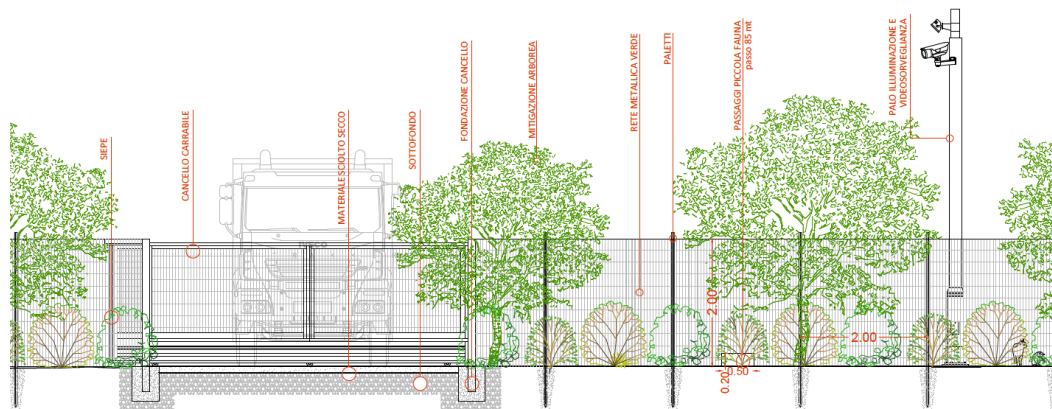 SIEPE
CANCELLO CARRABILE
MATERIALE SCIOLTO SECCO
SOTTOFONDO
FONDAZIONE CANCELLO
MITIGAZIONE ARBOREA
RETE METALLICA VERDE
PALETTI
PASSAGGI PICCOLA FAUNA
passo 85 mt
PALO ILLUMINAZIONE E
VIDEOSORVEGLIANZA
2.00
2.00
0.20
0.50